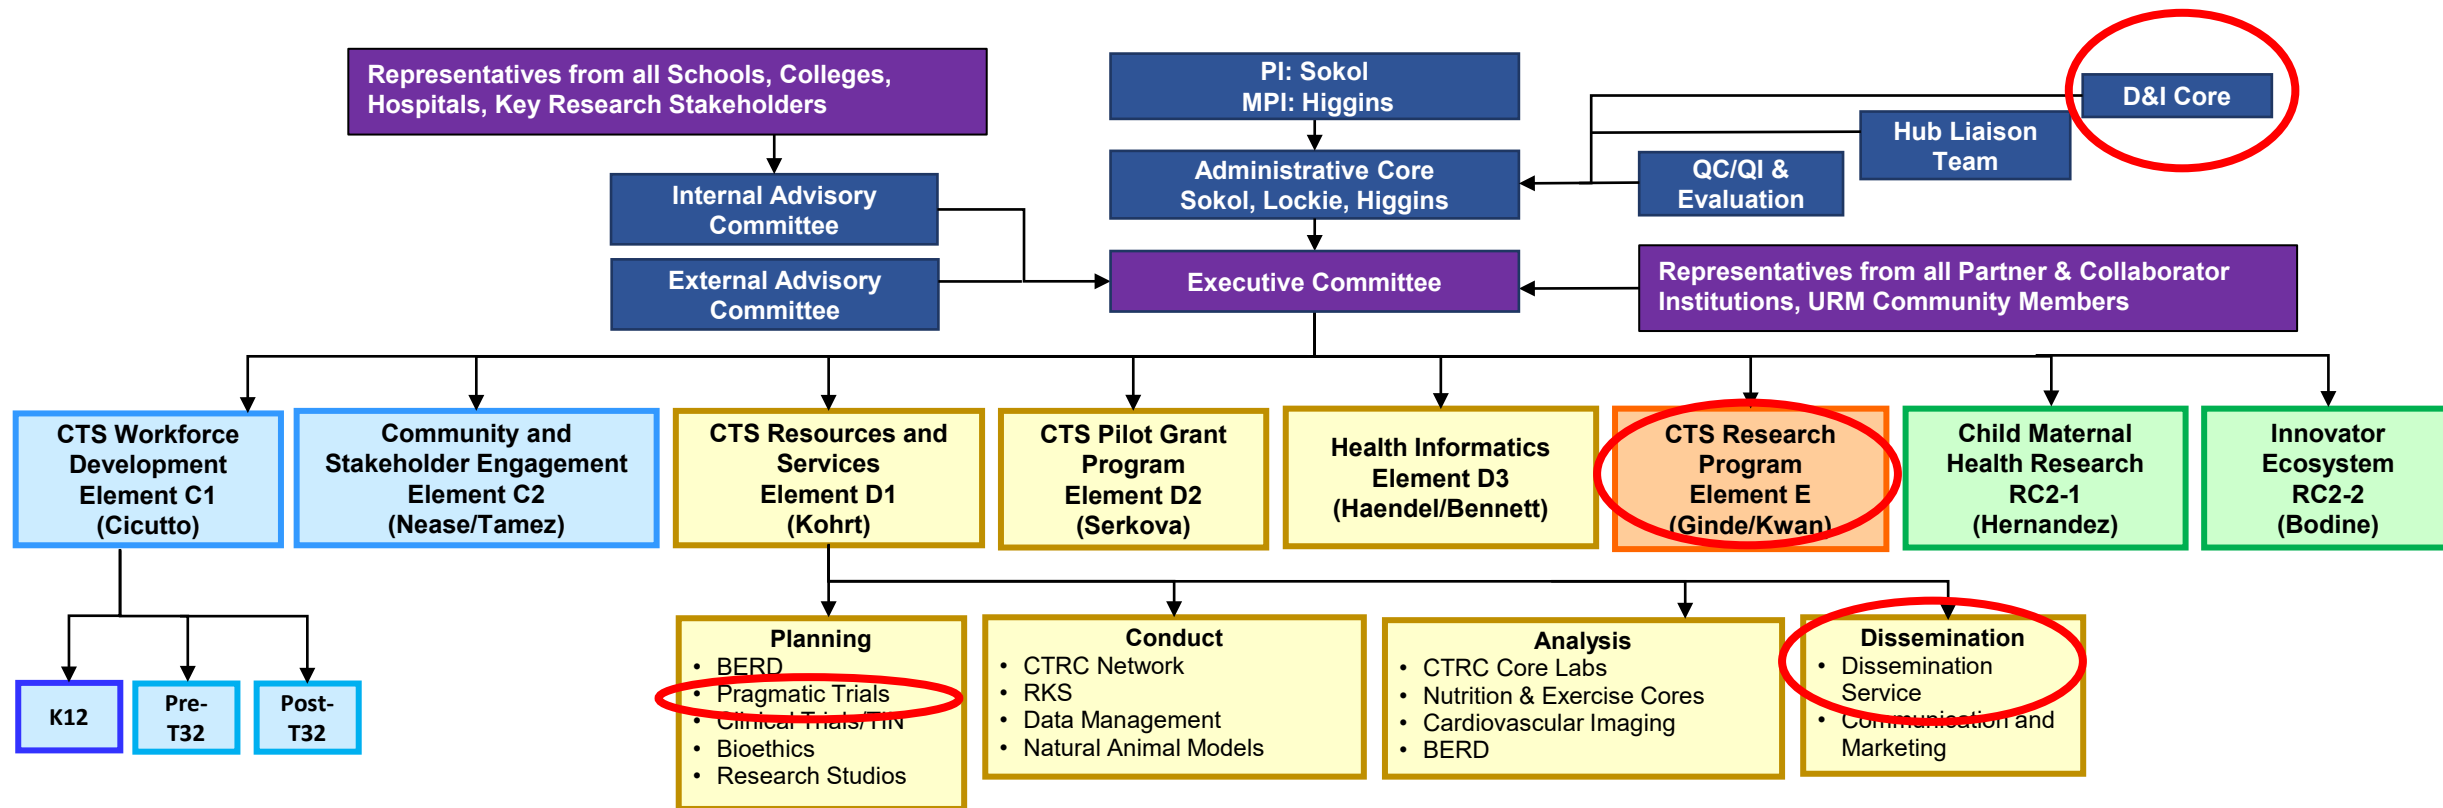 Representatives from all Schools, Colleges,
Hospitals, Key Research Stakeholders
PI: Sokol
MPI: Higgins
D&I Core
Hub Liaison
Team
QC/QI &
Evaluation
Administrative Core
Sokol, Lockie, Higgins
Internal Advisory
Committee
External Advisory
Committee
Executive Committee
Representatives from all Partner & Collaborator
Institutions, URM Community Members
CTS Workforce
Development
Element C1
(Cicutto)
Community and
Stakeholder Engagement
Element C2
(Nease/Tamez)
CTS Resources and
Services
Element D1
(Kohrt)
CTS Pilot Grant
Program
Element D2
(Serkova)
Health Informatics
Element D3
(Haendel/Bennett)
CTS Research
Program
Element E
(Ginde/Kwan)
Child Maternal
Health Research
RC2-1
(Hernandez)
Innovator
Ecosystem
RC2-2
(Bodine)
K12
Pre-
T32
Post-
T32
Planning
• BERD
• Pragmatic Trials
• Clinical Trials/TIN
• Bioethics
• Research Studios
Conduct
• CTRC Network
• RKS
• Data Management
• Natural Animal Models
Analysis
• CTRC Core Labs
• Nutrition & Exercise Cores
• Cardiovascular Imaging
• BERD
Dissemination
• Dissemination
Service
• Communication and
Marketing